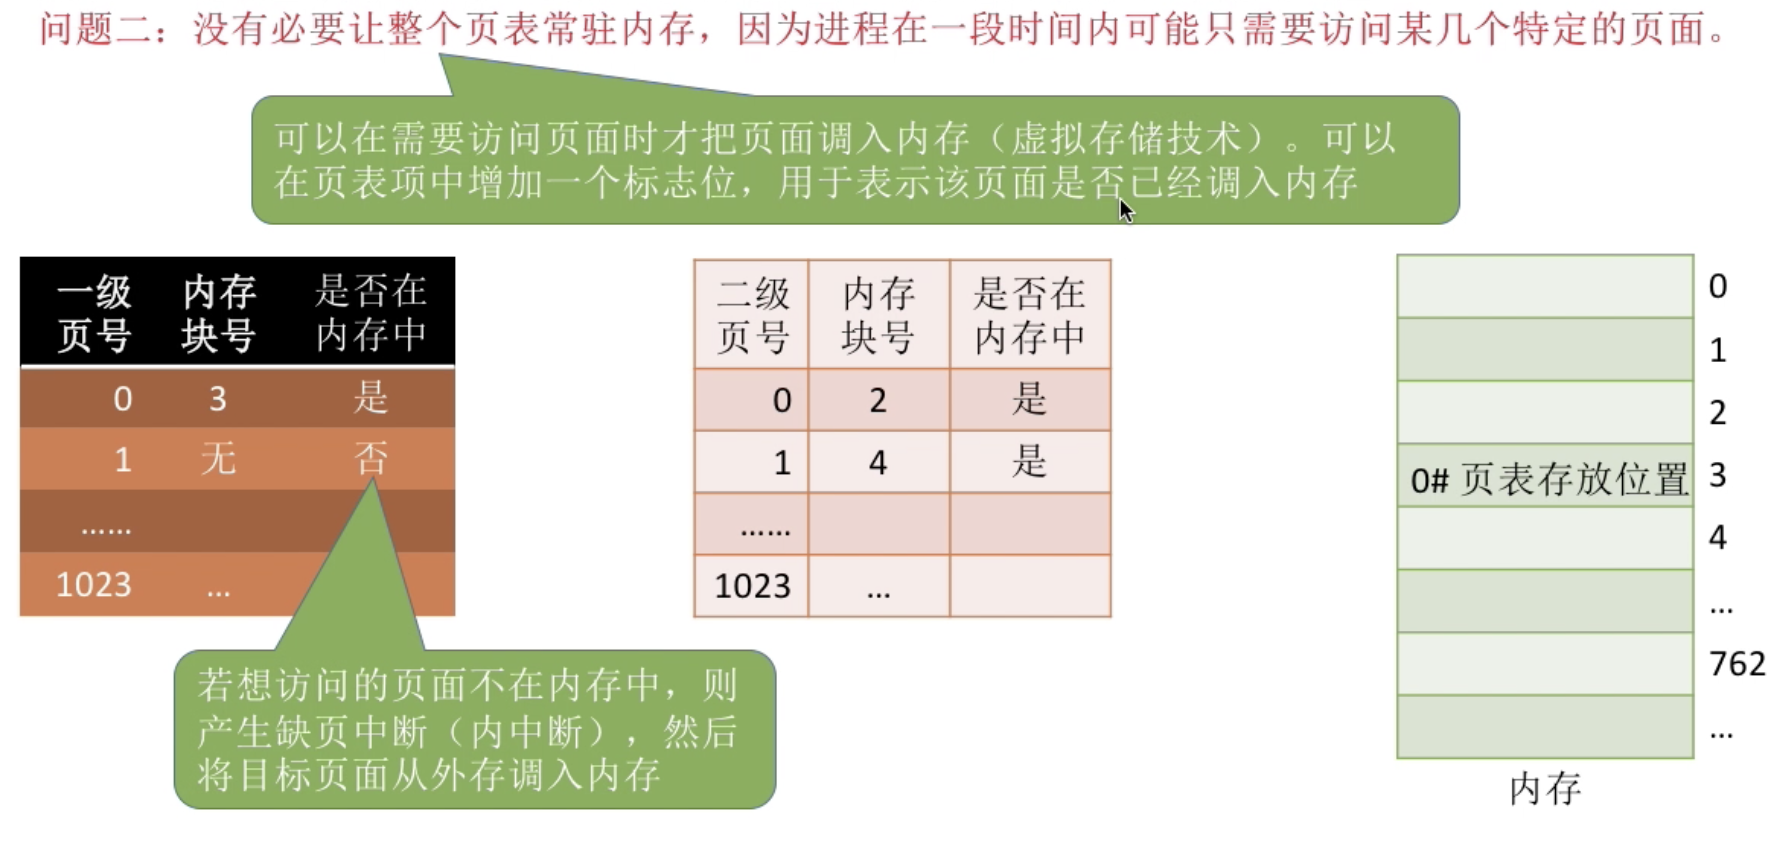 问题二：没有必要让整个页表常驻内存，因为进程在一段时间内可能只需要访问某几个特定的页面。
可以在需要访问页面时才把页面调入内存（虚拟存储技术）。可以
在页表项中增加一个标志位，用于表示该页面是否已经调入内存
一级页号 内存块号 是否在内存中
0 3 是
1 无 否
……
1023 …
二级页号 内存块号 是否在内存中
0 2 是
1 4 是
……
1023 …
若想访问的页面不在内存中，则
产生缺页中断（内中断），然后
将目标页面从外存调入内存
0
1
2
0# 页表存放位置 3
4
…
762
…
内存